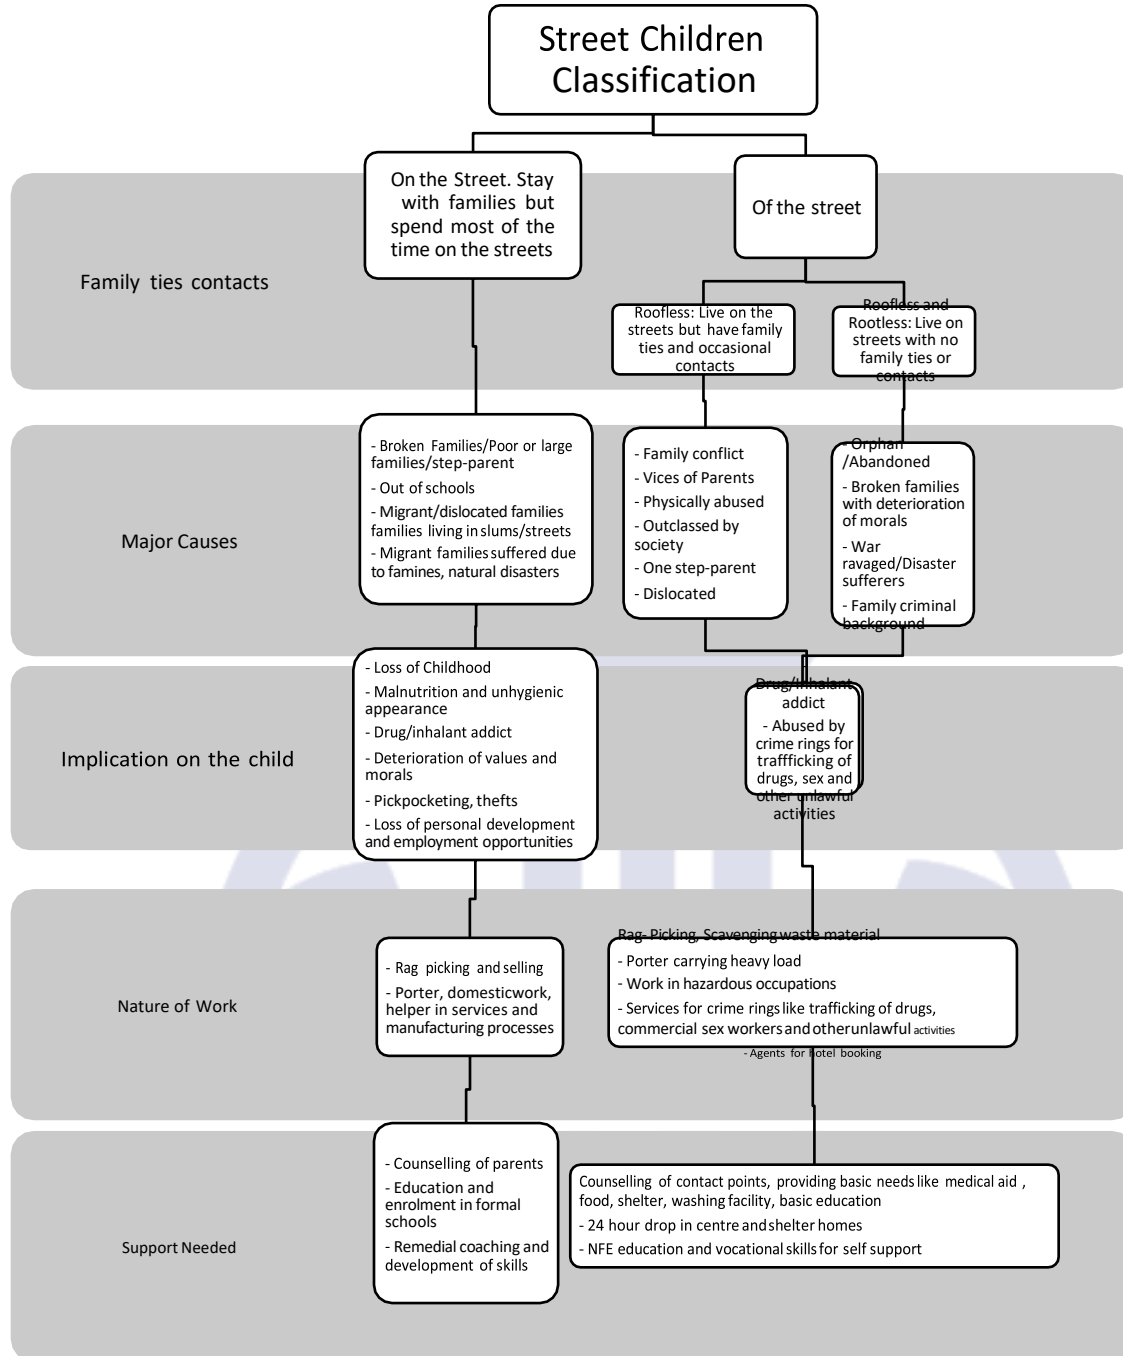 Street Children
Classification
On the Street. Stay
with families but
spend most of the
time on the streets
Of the street
Family ties contacts
Roofless: Live on the
streets but have family
ties and occasional
contacts
Roofless and
Rootless: Live on
streets with no
family ties or
contacts
Major Causes
- Broken Families/Poor or large
families/step-parent
- Out of schools
- Migrant/dislocated families
families living in slums/streets
- Migrant families suffered due
to famines, natural disasters
- Family conflict
- Vices of Parents
- Physically abused
- Outclassed by
society
- One step-parent
- Dislocated
- Orphan
/Abandoned
- Broken families
with deterioration
of morals
- War
ravaged/Disaster
sufferers
- Family criminal
background
Implication on the child
- Loss of Childhood
- Malnutrition and unhygienic
appearance
- Drug/inhalant addict
- Deterioration of values and
morals
- Pickpocketing, thefts
- Loss of personal development
and employment opportunities
Drug/Inhalant
addict
- Abused by
crime rings for
traffficking of
drugs, sex and
other unlawful
activities
Nature of Work
- Rag picking and selling
- Porter, domesticwork,
helper in services and
manufacturing processes
Rag- Picking, Scavenging waste material
- Porter carrying heavy load
- Work in hazardous occupations
- Services for crime rings like trafficking of drugs,
commercial sex workers and otherunlawful activities
- Agents for hotel booking
Support Needed
- Counselling of parents
- Education and
enrolment in formal
schools
- Remedial coaching and
development of skills
Counselling of contact points, providing basic needs like medical aid ,
food, shelter, washing facility, basic education
- 24 hour drop in centre and shelter homes
- NFE education and vocational skills for self support